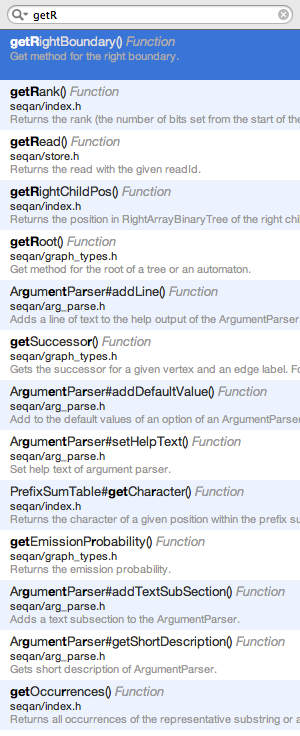 getR
getRightBoundary() Function
Get method for the right boundary.
getRank() Function
seqan/index.h
Returns the rank (the number of bits set from the start of the
getRead() Function
seqan/store.h
Returns the read with the given readId.
getRightChildPos() Function
seqan/index.h
Returns the position in RightArrayBinaryTree of the right chi
getRoot() Function
seqan/graph_types.h
Get method for the root of a tree or an automaton.
ArgumentParser#addLine() Function
seqan/arg_parse.h
Adds a line of text to the help output of the ArgumentParser
getSuccessor() Function
seqan/graph_types.h
Gets the successor for a given vertex and an edge label. Fo
ArgumentParser#addDefaultValue() Function
seqan/arg_parse.h
Add to the default values of an option of an ArgumentParser
ArgumentParser#setHelpText() Function
seqan/arg_parse.h
Set help text of argument parser.
PrefixSumTable#getCharacter() Function
seqan/index.h
Returns the character of a given position within the prefix su
getEmissionProbability() Function
seqan/graph_types.h
Returns the emission probability.
ArgumentParser#addTextSubSection() Function
seqan/arg_parse.h
Adds a text subsection to the ArgumentParser.
ArgumentParser#getShortDescription() Function
seqan/arg_parse.h
Gets short description of ArgumentParser.
getOccurrences() Function
seqan/index.h
Returns all occurrences of the representative substring or a